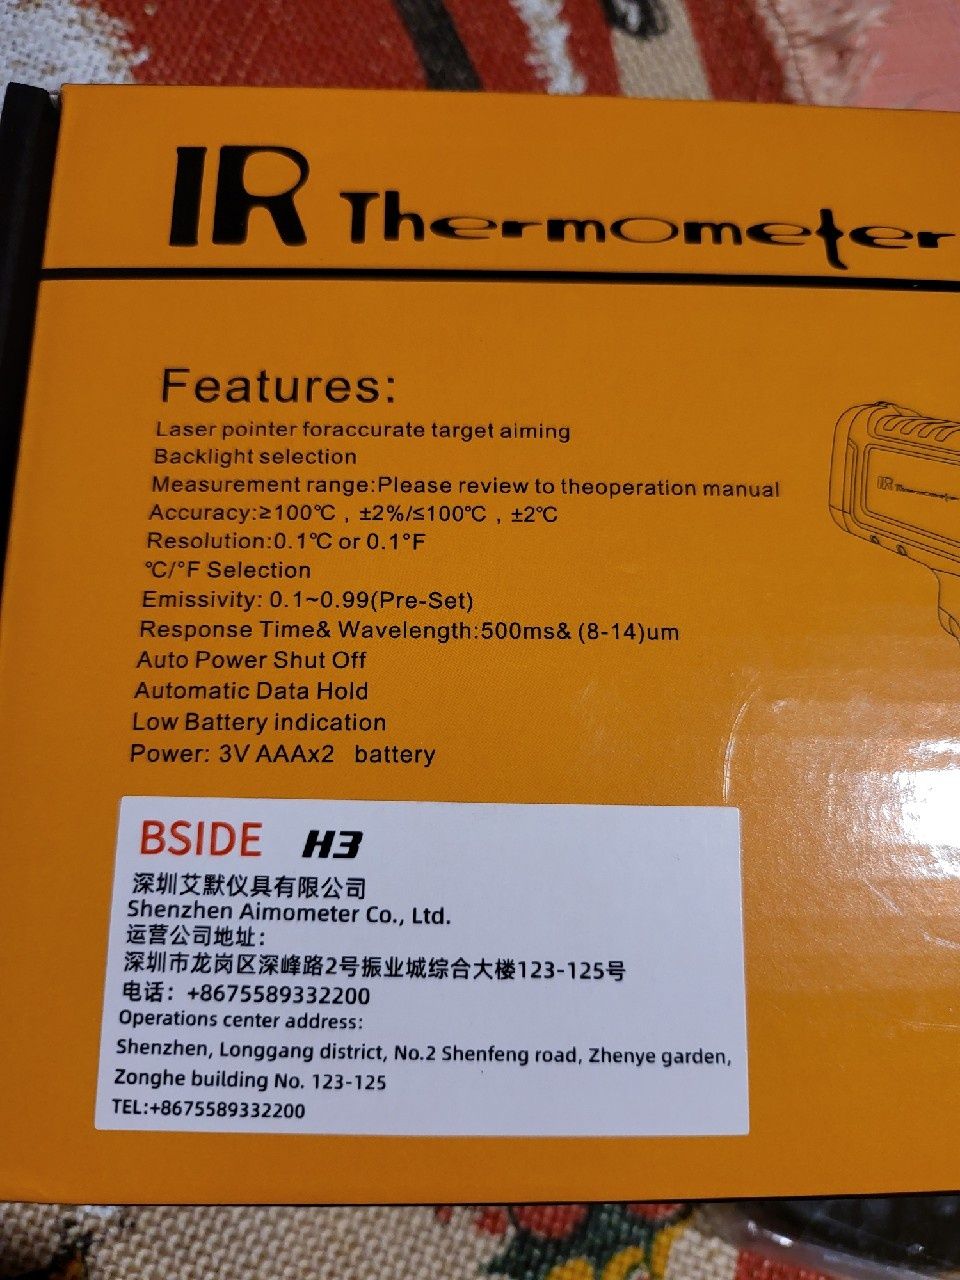 IR Thermometer
Features:
Laser pointer foraccurate target aiming
Backlight selection
Measurement range:Please review to theoperation manual
Accuracy:≥100℃ , ±2%/≤100℃ , ±2℃
Resolution:0.1℃ or 0.1°F
℃/°F Selection
Emissivity: 0.1~0.99(Pre-Set)
Response Time& Wavelength:500ms& (8-14)um
Auto Power Shut Off
Automatic Data Hold
Low Battery indication
Power: 3V AAAx2 battery
IR Thermometer
BSIDE H3
深圳艾默仪具有限公司
Shenzhen Aimometer Co., Ltd.
运营公司地址：
深圳市龙岗区深峰路2号振业城综合大楼123-125号
电话：+8675589332200
Operations center address:
Shenzhen, Longgang district, No.2 Shenfeng road, Zhenye garden,
Zonghe building No. 123-125
TEL:+8675589332200